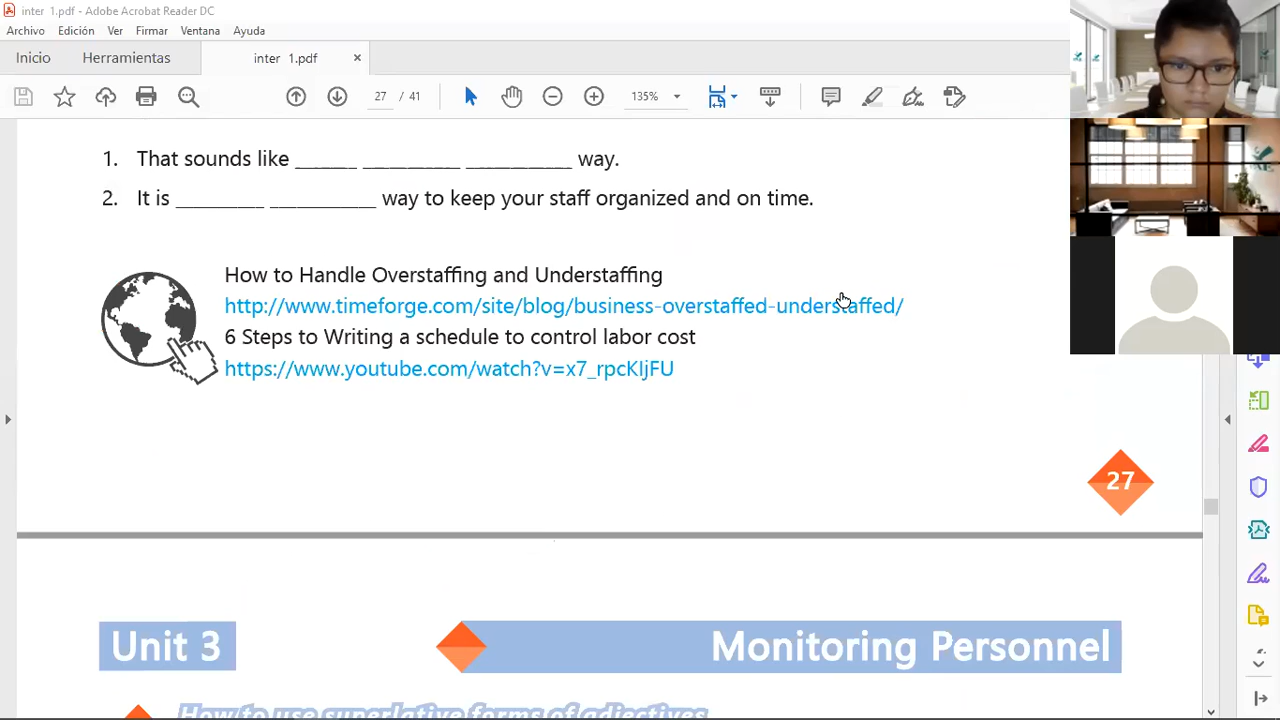 inter 1.pdf - Adobe Acrobat Reader DC
Archivo Edición Ver Firmar Ventana Ayuda
Inicio Herramientas inter 1.pdf ×
27 / 41 135%
1. That sounds like _______ ___________ ____________ way.
2. It is __________ ____________ way to keep your staff organized and on time.
How to Handle Overstaffing and Understaffing
http://www.timeforge.com/site/blog/business-overstaffed-understaffed/
6 Steps to Writing a schedule to control labor cost
https://www.youtube.com/watch?v=x7_rpcKIjFU
27
Unit 3 Monitoring Personnel
How to use superlative forms of adjectives